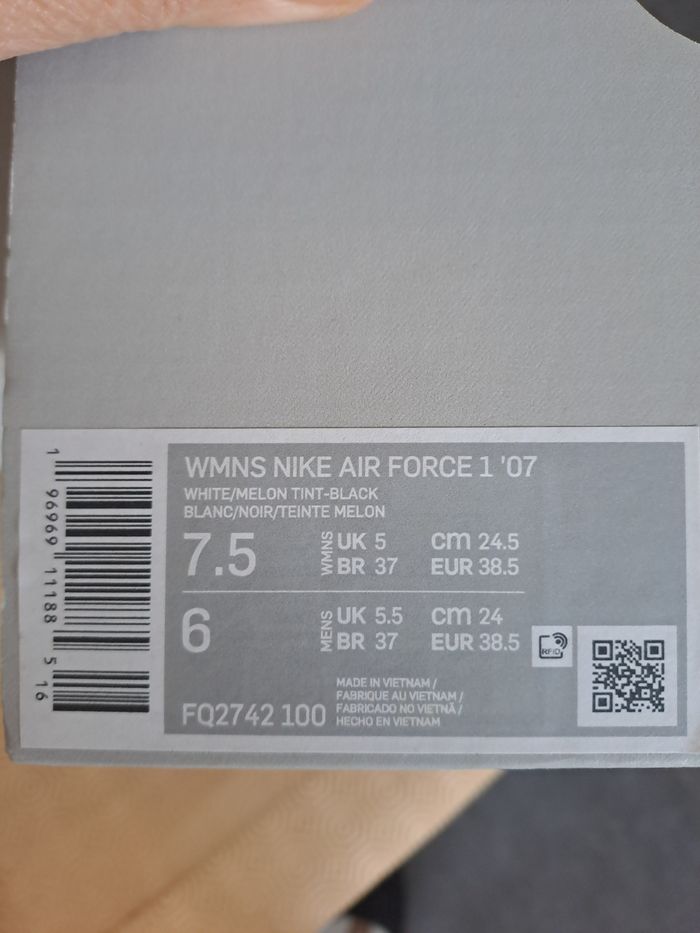 WMNS NIKE AIR FORCE 1 '07
WHITE/MELON TINT-BLACK
BLANC/NOIR/TEINTE MELON
7.5 WMNS UK 5 cm 24.5
BR 37 EUR 38.5
6 MENS UK 5.5 cm 24
BR 37 EUR 38.5
RFID
FQ2742 100
MADE IN VIETNAM /
FABRIQUE AU VIETNAM /
FABRICADO NO VIETNÃ /
HECHO EN VIETNAM
1 96969 11188 5 16